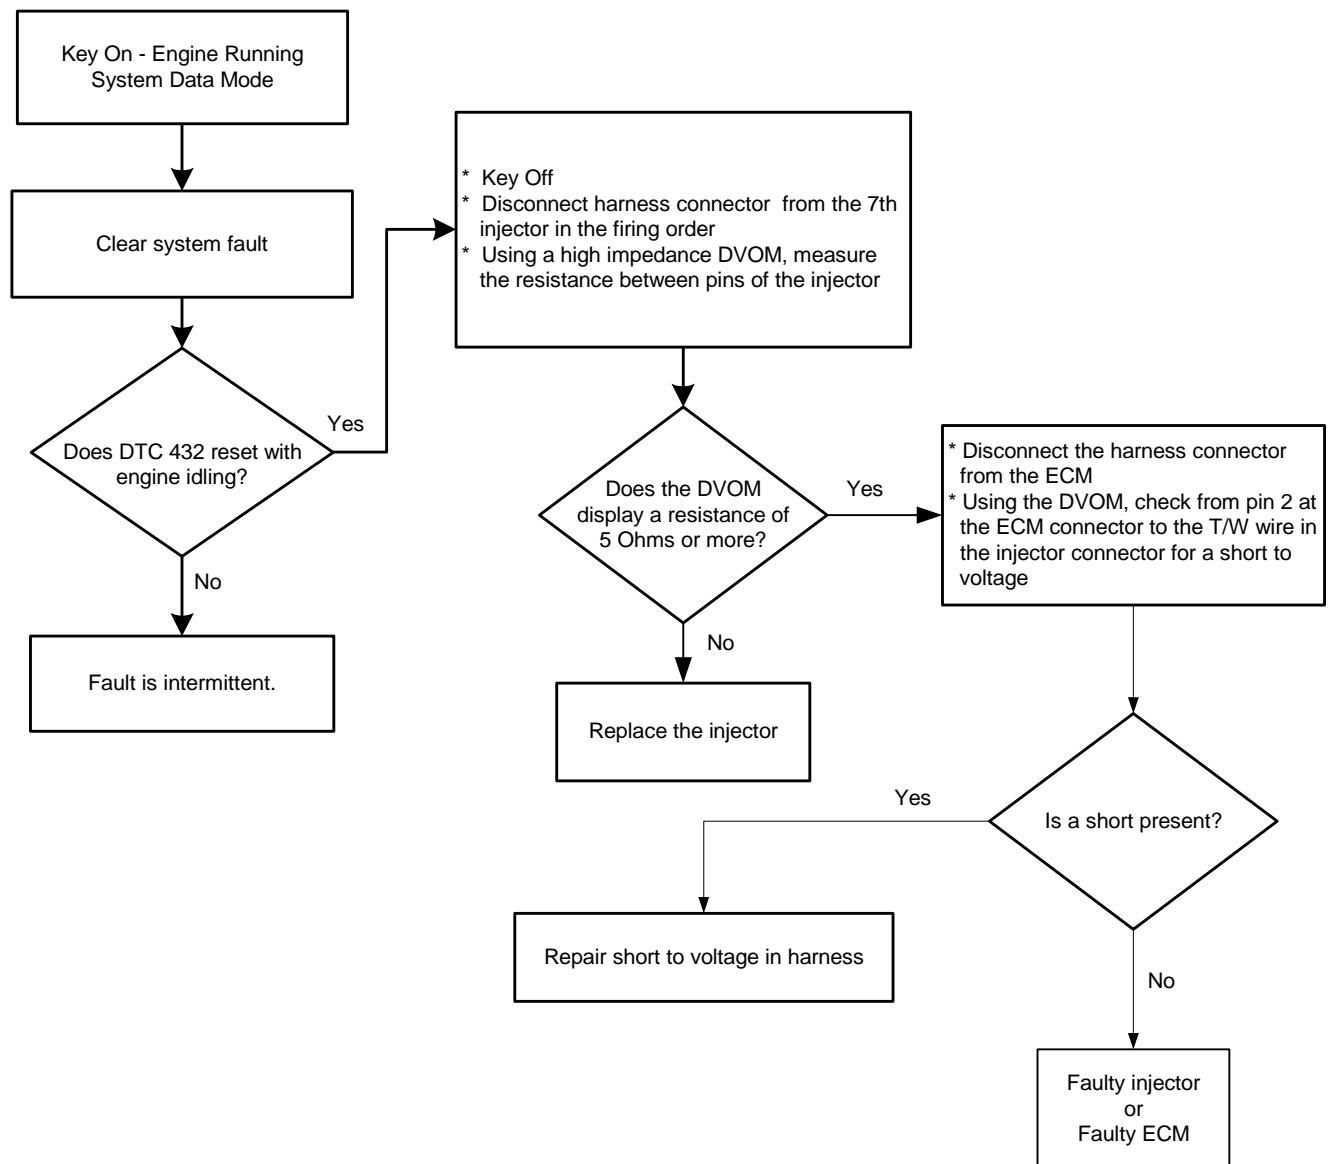 Key On - Engine Running
System Data Mode
Clear system fault
Does DTC 432 reset with
engine idling?
Yes
No
Fault is intermittent.
* Key Off
* Disconnect harness connector from the 7th
injector in the firing order
* Using a high impedance DVOM, measure
the resistance between pins of the injector
Does the DVOM
display a resistance of
5 Ohms or more?
Yes
No
Replace the injector
* Disconnect the harness connector
from the ECM
* Using the DVOM, check from pin 2 at
the ECM connector to the T/W wire in
the injector connector for a short to
voltage
Is a short present?
Yes
Repair short to voltage in harness
No
Faulty injector
or
Faulty ECM